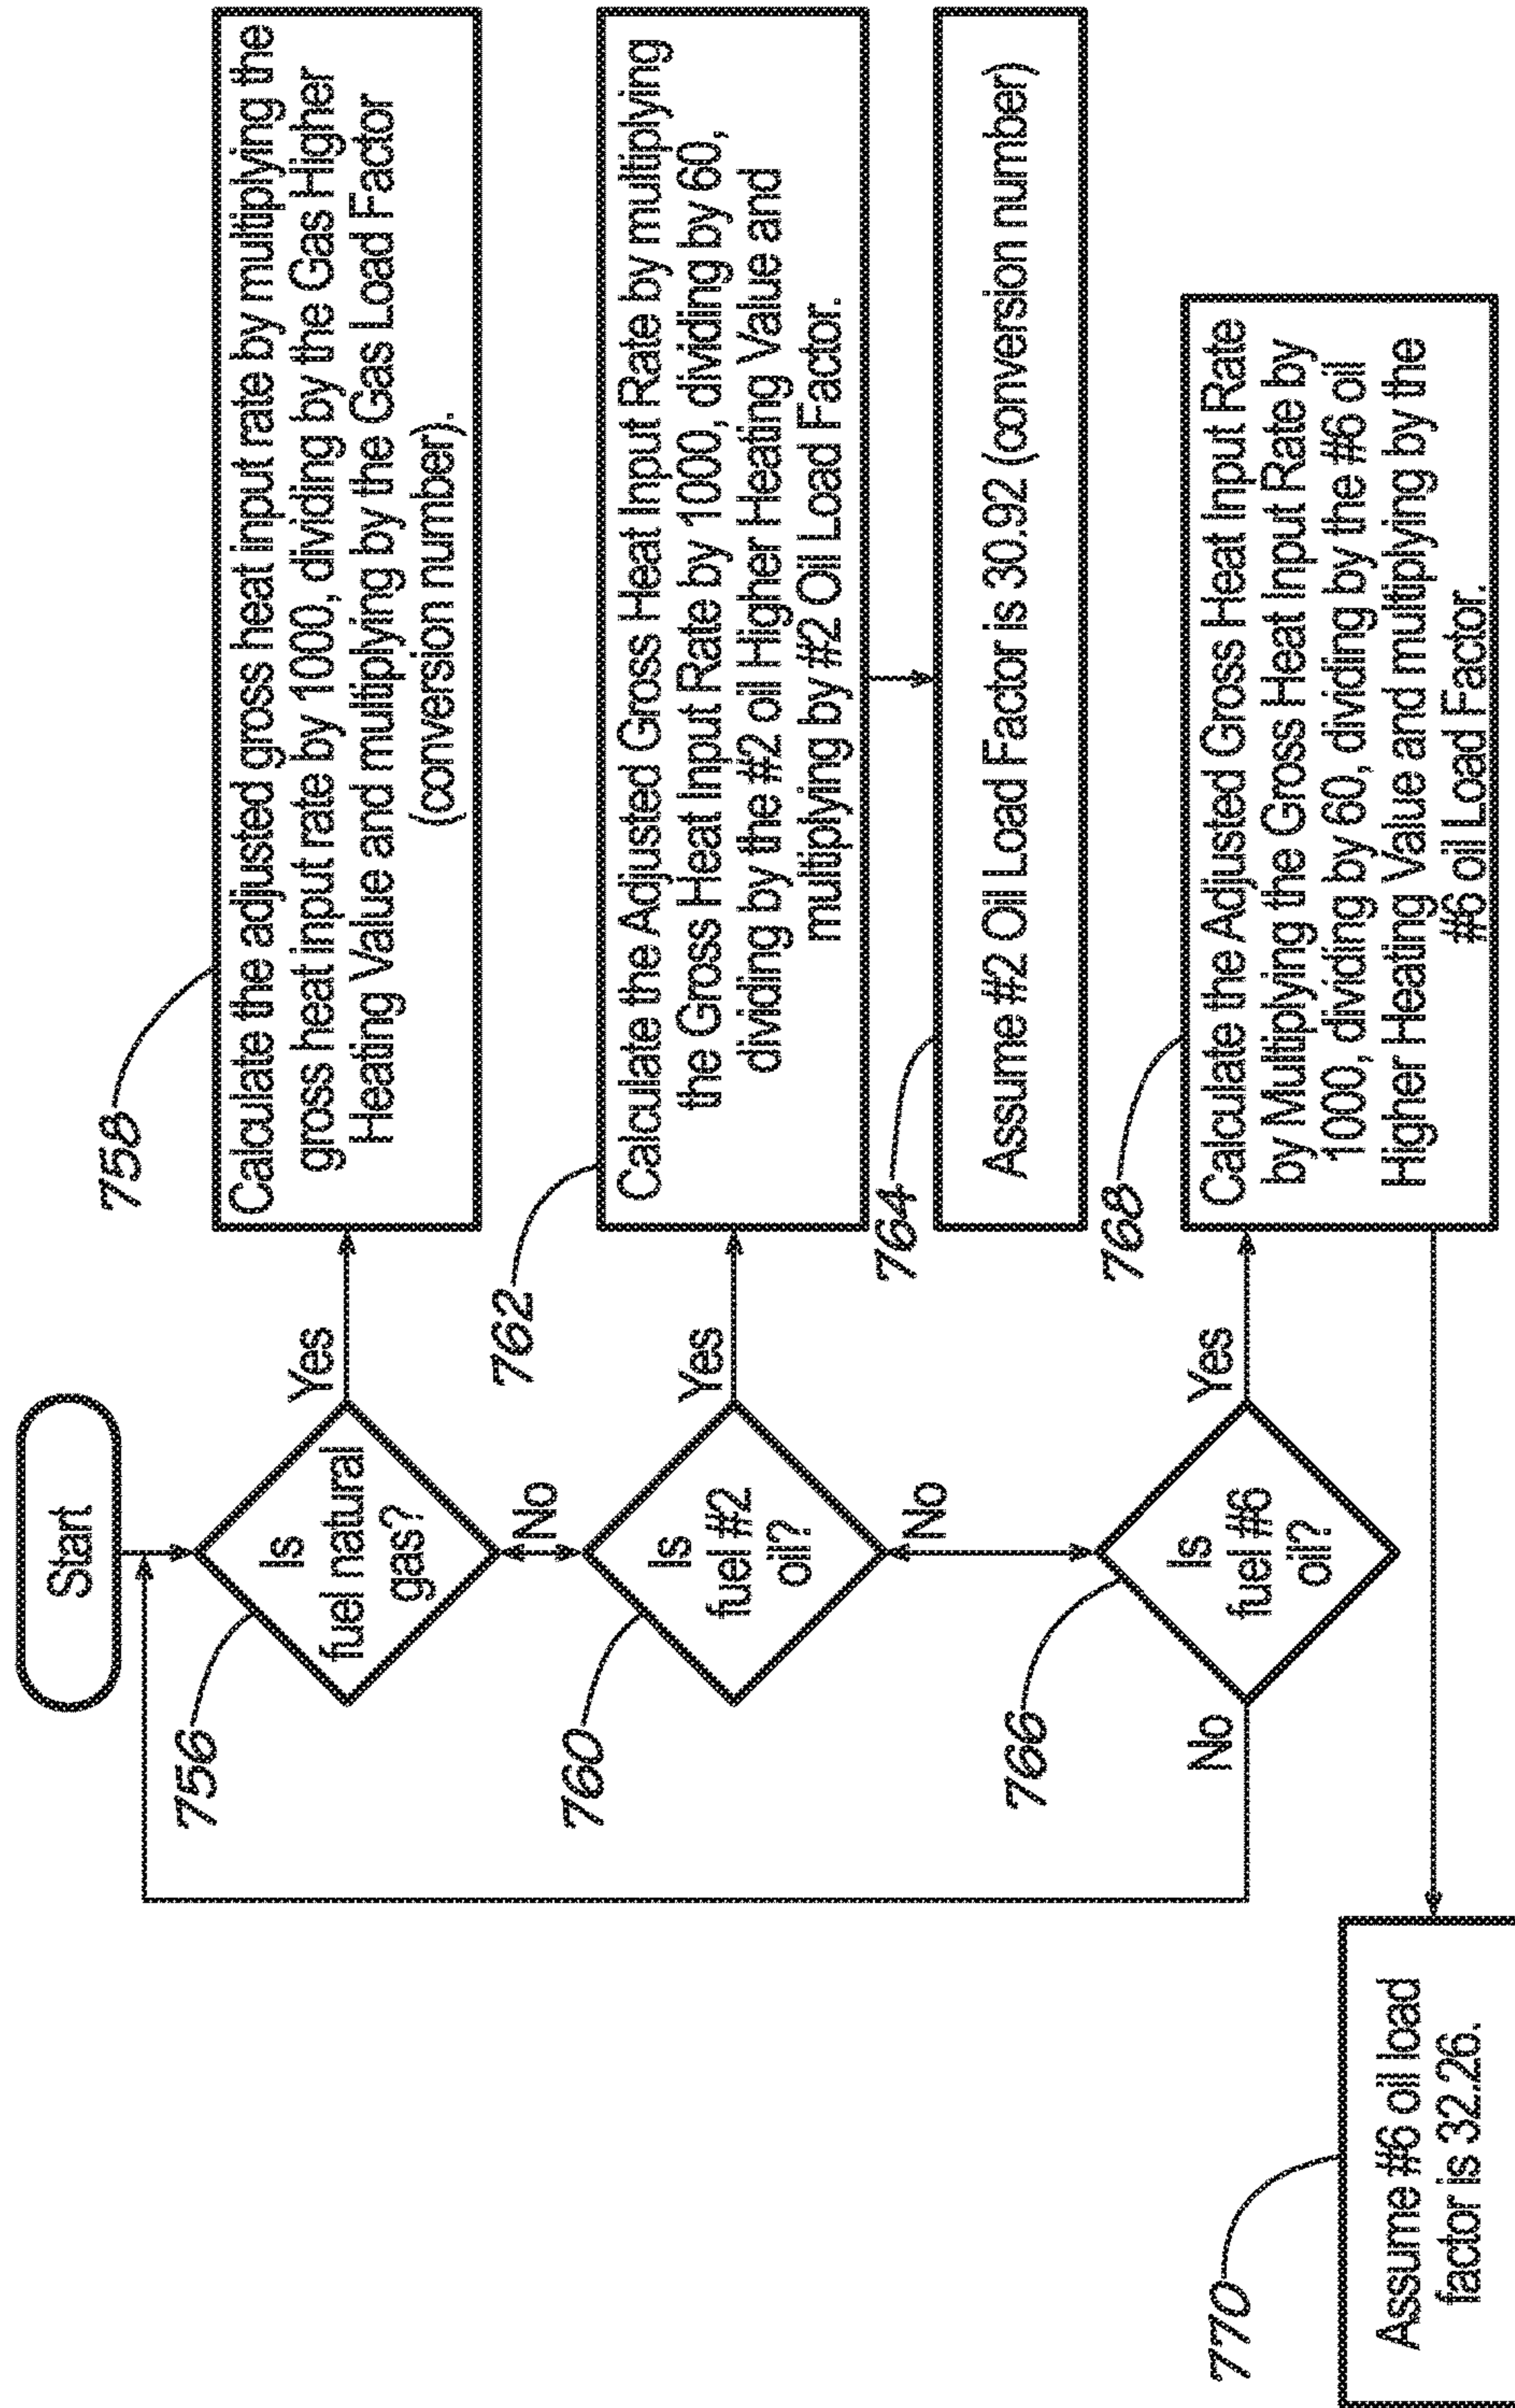 Start
756
Is
fuel natural
gas?
Yes
758
Calculate the adjusted gross heat input rate by multiplying the
gross heat input rate by 1000, dividing by the Gas Higher
Heating Value and multiplying by the Gas Load Factor
(conversion number).
No
760
Is
fuel #2
oil?
Yes
762
Calculate the Adjusted Gross Heat Input Rate by multiplying
the Gross Heat Input Rate by 1000, dividing by 60,
dividing by the #2 oil Higher Heating Value and
multiplying by #2 Oil Load Factor.
764
Assume #2 Oil Load Factor is 30.92 (conversion number)
No
766
Is
fuel #6
oil?
No
Yes
768
Calculate the Adjusted Gross Heat Input Rate
by Multiplying the Gross Heat Input Rate by
1000, dividing by 60, dividing by the #6 oil
Higher Heating Value and multiplying by the
#6 oil Load Factor.
770
Assume #6 oil load
factor is 32.26.